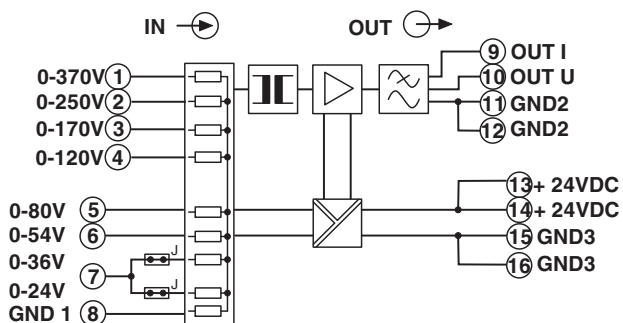 IN OUT
0-370V 1
0-250V 2
0-170V 3
0-120V 4
0-80V 5
0-54V 6
0-36V J
7
0-24V J
GND 1 8
9 OUT I
10 OUT U
11 GND2
12 GND2
13 + 24VDC
14 + 24VDC
15 GND3
16 GND3